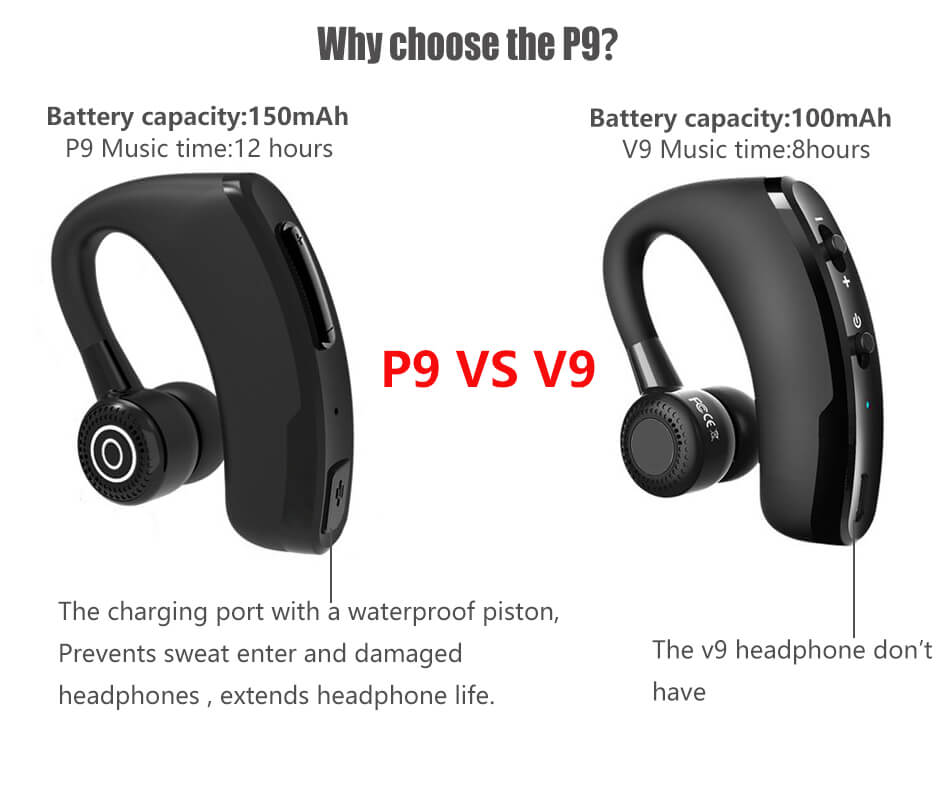 Why choose the P9?
Battery capacity:150mAh
P9 Music time:12 hours
Battery capacity:100mAh
V9 Music time:8hours
P9 VS V9
The charging port with a waterproof piston,
Prevents sweat enter and damaged
headphones , extends headphone life.
The v9 headphone don’t
have